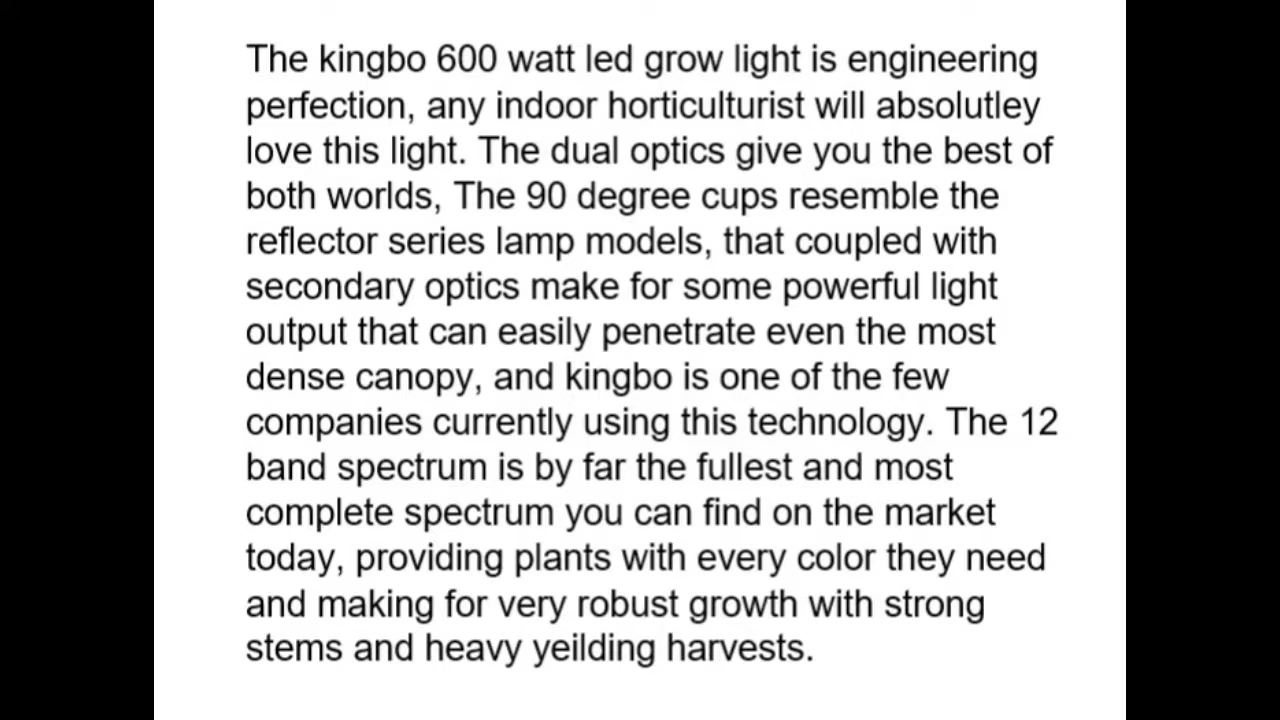 The kingbo 600 watt led grow light is engineering
perfection, any indoor horticulturist will absolutley
love this light. The dual optics give you the best of
both worlds, The 90 degree cups resemble the
reflector series lamp models, that coupled with
secondary optics make for some powerful light
output that can easily penetrate even the most
dense canopy, and kingbo is one of the few
companies currently using this technology. The 12
band spectrum is by far the fullest and most
complete spectrum you can find on the market
today, providing plants with every color they need
and making for very robust growth with strong
stems and heavy yeilding harvests.